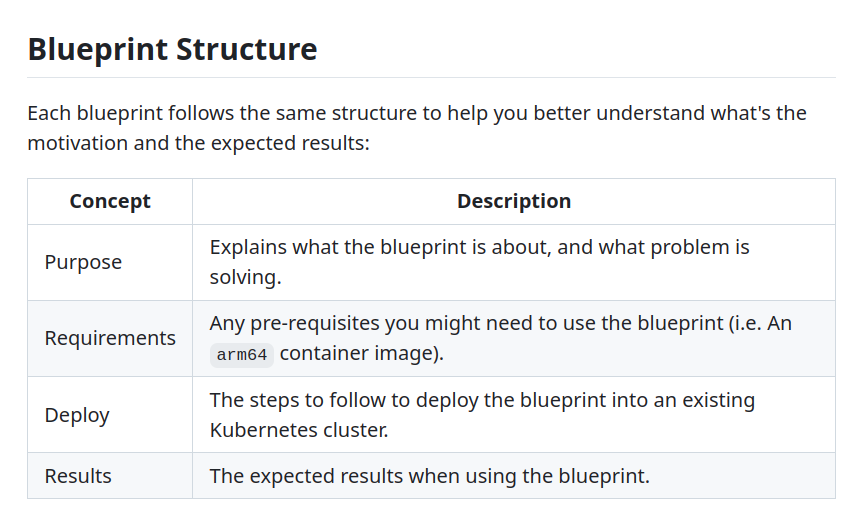 Blueprint Structure
Each blueprint follows the same structure to help you better understand what's the
motivation and the expected results:
Concept Description
Purpose Explains what the blueprint is about, and what problem is
solving.
Requirements Any pre-requisites you might need to use the blueprint (i.e. An
arm64 container image).
Deploy The steps to follow to deploy the blueprint into an existing
Kubernetes cluster.
Results The expected results when using the blueprint.